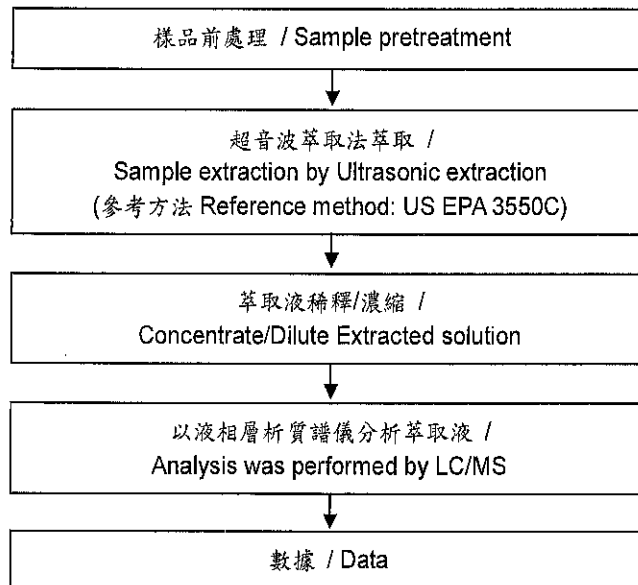 樣品前處理 / Sample pretreatment
超音波萃取法萃取 /
Sample extraction by Ultrasonic extraction
(參考方法 Reference method: US EPA 3550C)
萃取液稀釋/濃縮 /
Concentrate/Dilute Extracted solution
以液相層析質譜儀分析萃取液 /
Analysis was performed by LC/MS
數據 / Data